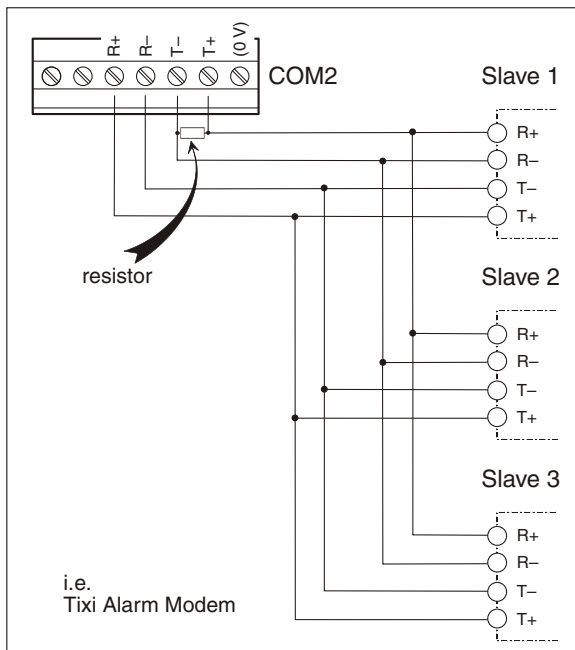 R+
R–
T–
T+
(0 V)
COM2
Slave 1
R+
R–
T–
T+
resistor
Slave 2
R+
R–
T–
T+
Slave 3
R+
R–
T–
T+
i.e.
Tixi Alarm Modem